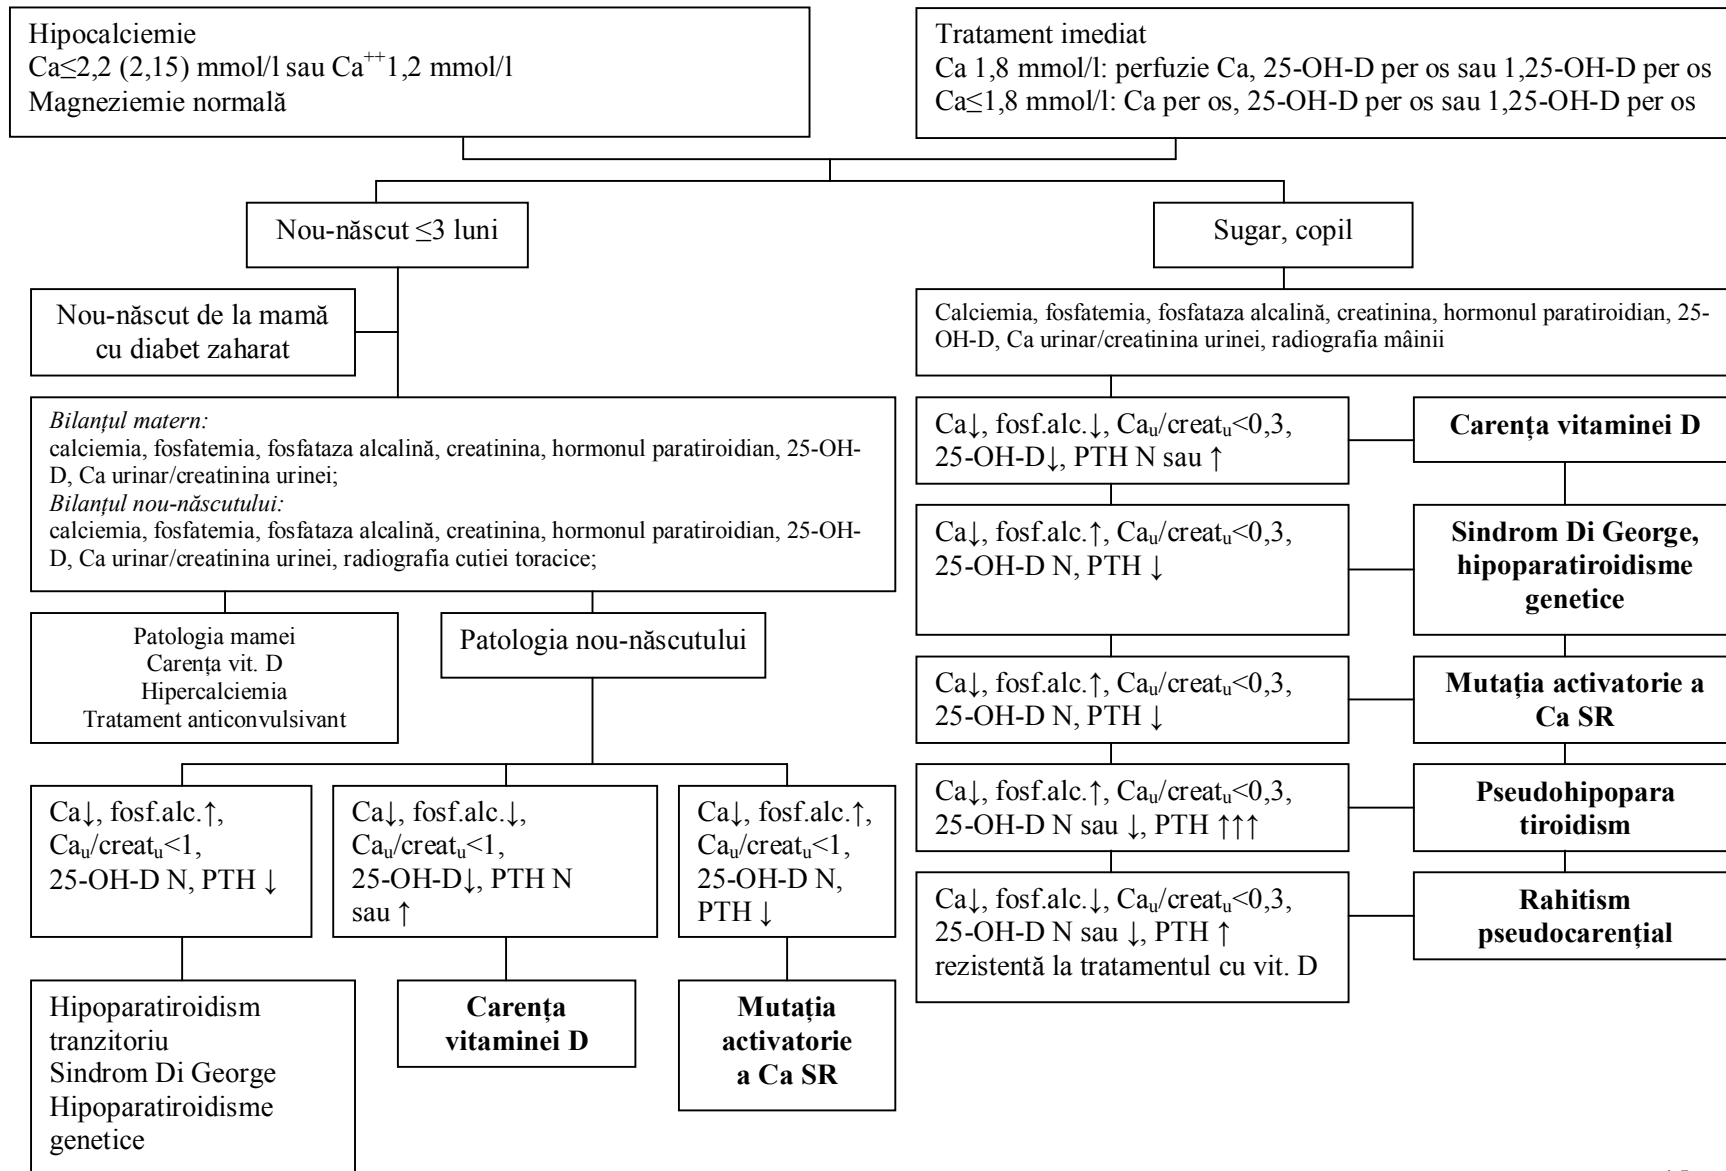 Hipocalciemie
Ca≤2,2 (2,15) mmol/l sau Ca⁺⁺1,2 mmol/l
Magneziemie normală
Tratament imediat
Ca 1,8 mmol/l: perfuzie Ca, 25-OH-D per os sau 1,25-OH-D per os
Ca≤1,8 mmol/l: Ca per os, 25-OH-D per os sau 1,25-OH-D per os
Nou-născut ≤3 luni
Nou-născut de la mamă
cu diabet zaharat
Bilanțul matern:
calciemia, fosfatemia, fosfataza alcalină, creatinina, hormonul paratiroidian, 25-OH-
D, Ca urinar/creatinina urinei;
Bilanțul nou-născutului:
calciemia, fosfatemia, fosfataza alcalină, creatinina, hormonul paratiroidian, 25-OH-
D, Ca urinar/creatinina urinei, radiografia cutiei toracice;
Patologia mamei
Carența vit. D
Hipercalciemia
Tratament anticonvulsivant
Patologia nou-născutului
Ca↓, fosf.alc.↑,
Caᵤ/creatᵤ<1,
25-OH-D N, PTH ↓
Ca↓, fosf.alc.↓,
Caᵤ/creatᵤ<1,
25-OH-D↓, PTH N
sau ↑
Ca↓, fosf.alc.↑,
Caᵤ/creatᵤ<1,
25-OH-D N,
PTH ↓
Hipoparatiroidism
tranzitoriu
Sindrom Di George
Hipoparatiroidisme
genetice
Carența
vitaminei D
Mutația
activatorie
a Ca SR
Sugar, copil
Calciemia, fosfatemia, fosfataza alcalină, creatinina, hormonul paratiroidian, 25-
OH-D, Ca urinar/creatinina urinei, radiografia mâinii
Ca↓, fosf.alc.↓, Caᵤ/creatᵤ<0,3,
25-OH-D↓, PTH N sau ↑
Carența vitaminei D
Ca↓, fosf.alc.↑, Caᵤ/creatᵤ<0,3,
25-OH-D N, PTH ↓
Sindrom Di George,
hipoparatiroidisme
genetice
Ca↓, fosf.alc.↑, Caᵤ/creatᵤ<0,3,
25-OH-D N, PTH ↓
Mutația activatorie a
Ca SR
Ca↓, fosf.alc.↑, Caᵤ/creatᵤ<0,3,
25-OH-D N sau ↓, PTH ↑↑↑
Pseudohipopara
tiroidism
Ca↓, fosf.alc.↓, Caᵤ/creatᵤ<0,3,
25-OH-D N sau ↓, PTH ↑
rezistentă la tratamentul cu vit. D
Rahitism
pseudocarențial